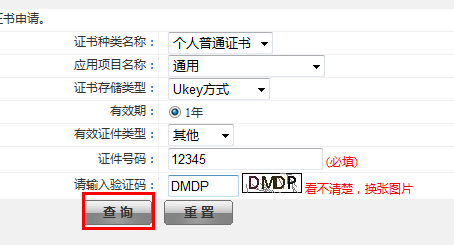 证书申请。
证书种类名称： 个人普通证书
应用项目名称： 通用
证书存储类型： Ukey方式
有效期： 1年
有效证件类型： 其他
证件号码： 12345 (必填)
请输入验证码： DMDP DMDP 看不清楚，换张图片
查 询 重 置